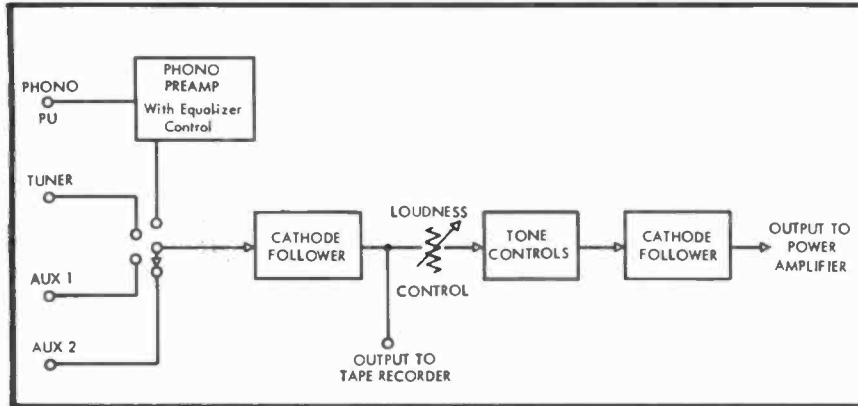 PHONO
PU
PHONO
PREAMP
With Equalizer
Control
TUNER
AUX 1
AUX 2
CATHODE
FOLLOWER
LOUDNESS
CONTROL
OUTPUT TO
TAPE RECORDER
TONE
CONTROLS
CATHODE
FOLLOWER
OUTPUT TO
POWER
AMPLIFIER